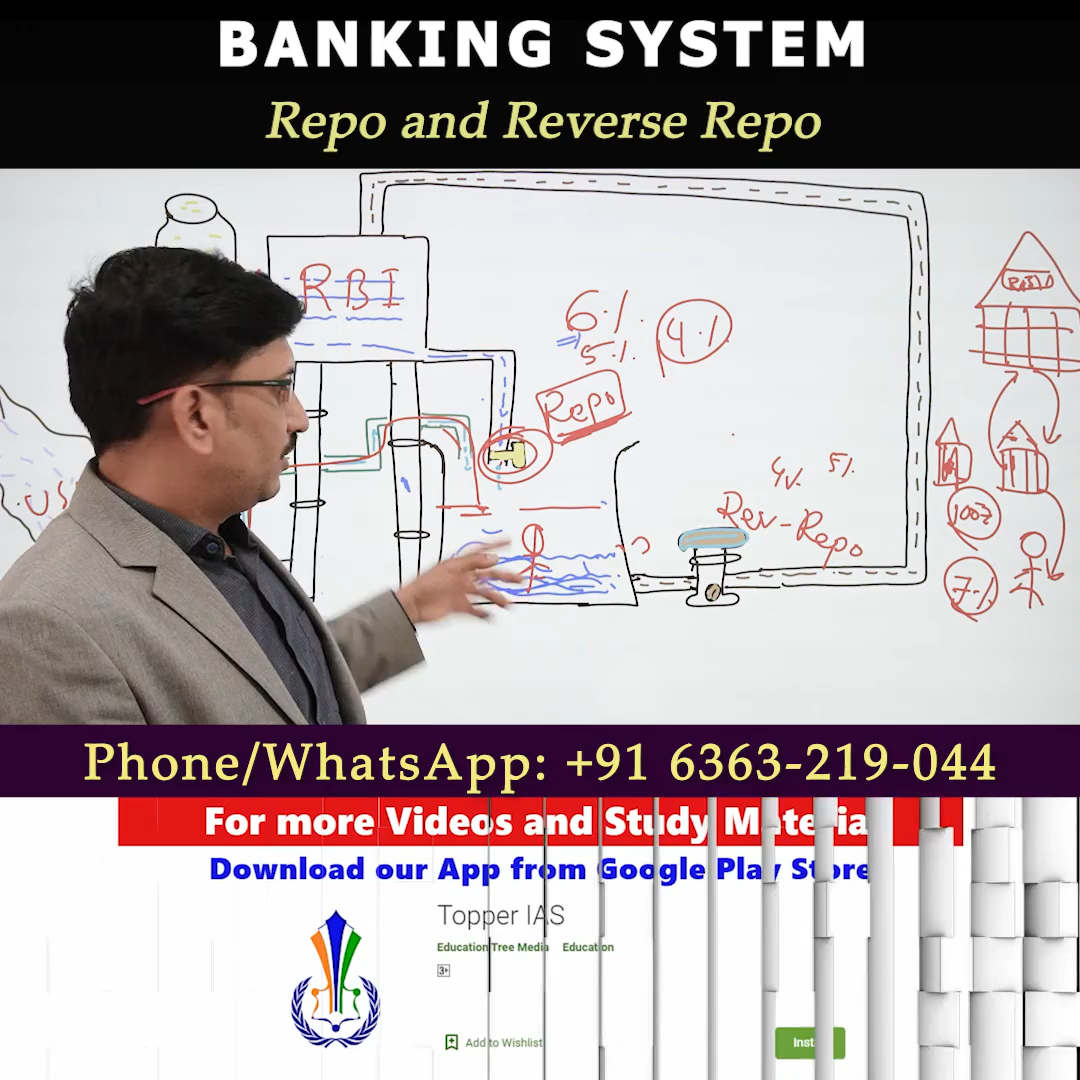 BANKING SYSTEM
Repo and Reverse Repo
RBI
6%
5%
4%
Repo
US
4%
5%
Rev-Repo
100₹
7%
Phone/WhatsApp: +91 6363-219-044
For more Videos and Study Materia
Download our App from Google Play Store
Topper IAS
Education Tree Media Education
3+
Add to Wishlist
Inst